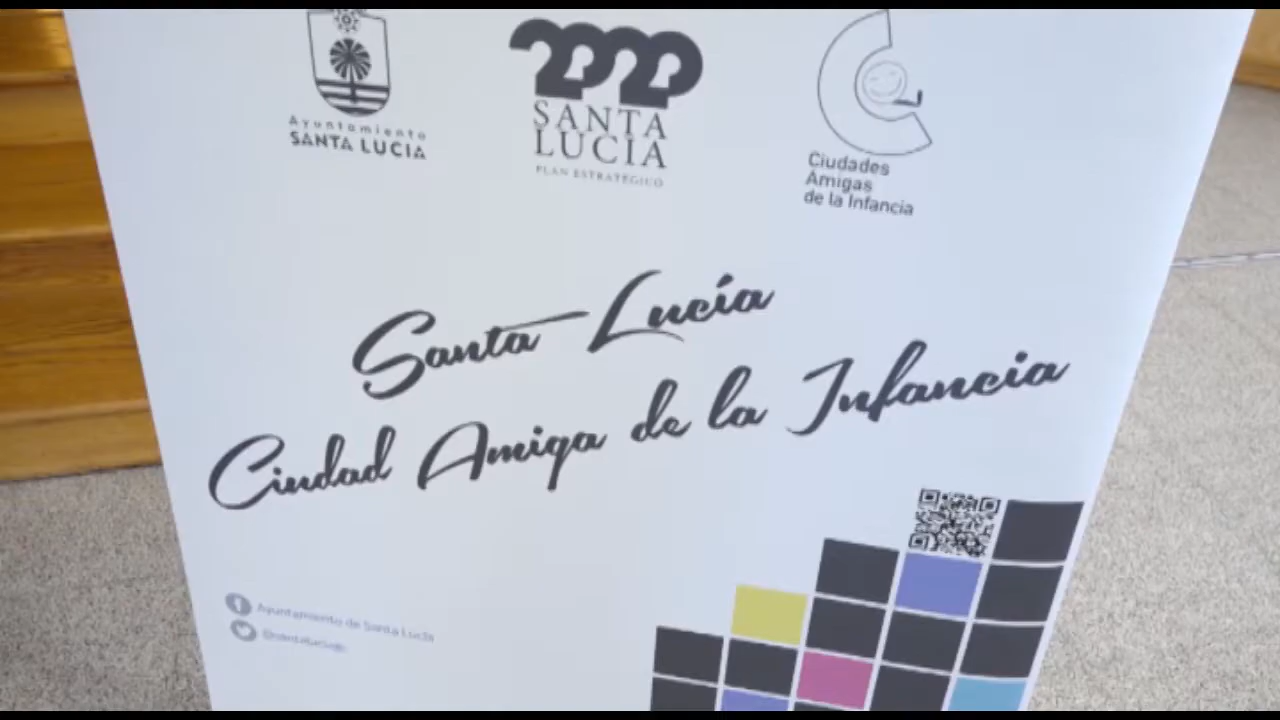 Ayuntamiento
SANTA LUCIA
2020
SANTA
LUCÍA
PLAN ESTRATÉGICO
Ciudades
Amigas
de la Infancia
Santa Lucía
Ciudad Amiga de la Infancia
Ayuntamiento de Santa Lucía